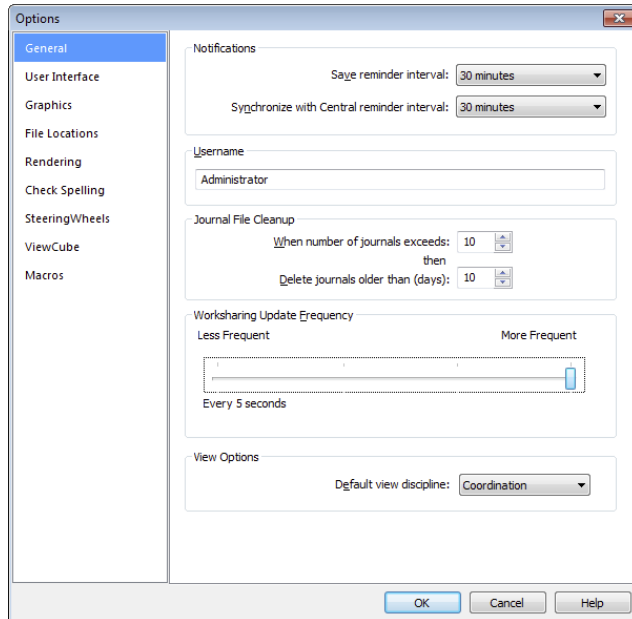 Options
General
User Interface
Graphics
File Locations
Rendering
Check Spelling
SteeringWheels
ViewCube
Macros
Notifications
Save reminder interval: 30 minutes
Synchronize with Central reminder interval: 30 minutes
Username
Administrator
Journal File Cleanup
When number of journals exceeds: 10
then
Delete journals older than (days): 10
Worksharing Update Frequency
Less Frequent More Frequent
Every 5 seconds
View Options
Default view discipline: Coordination
OK Cancel Help